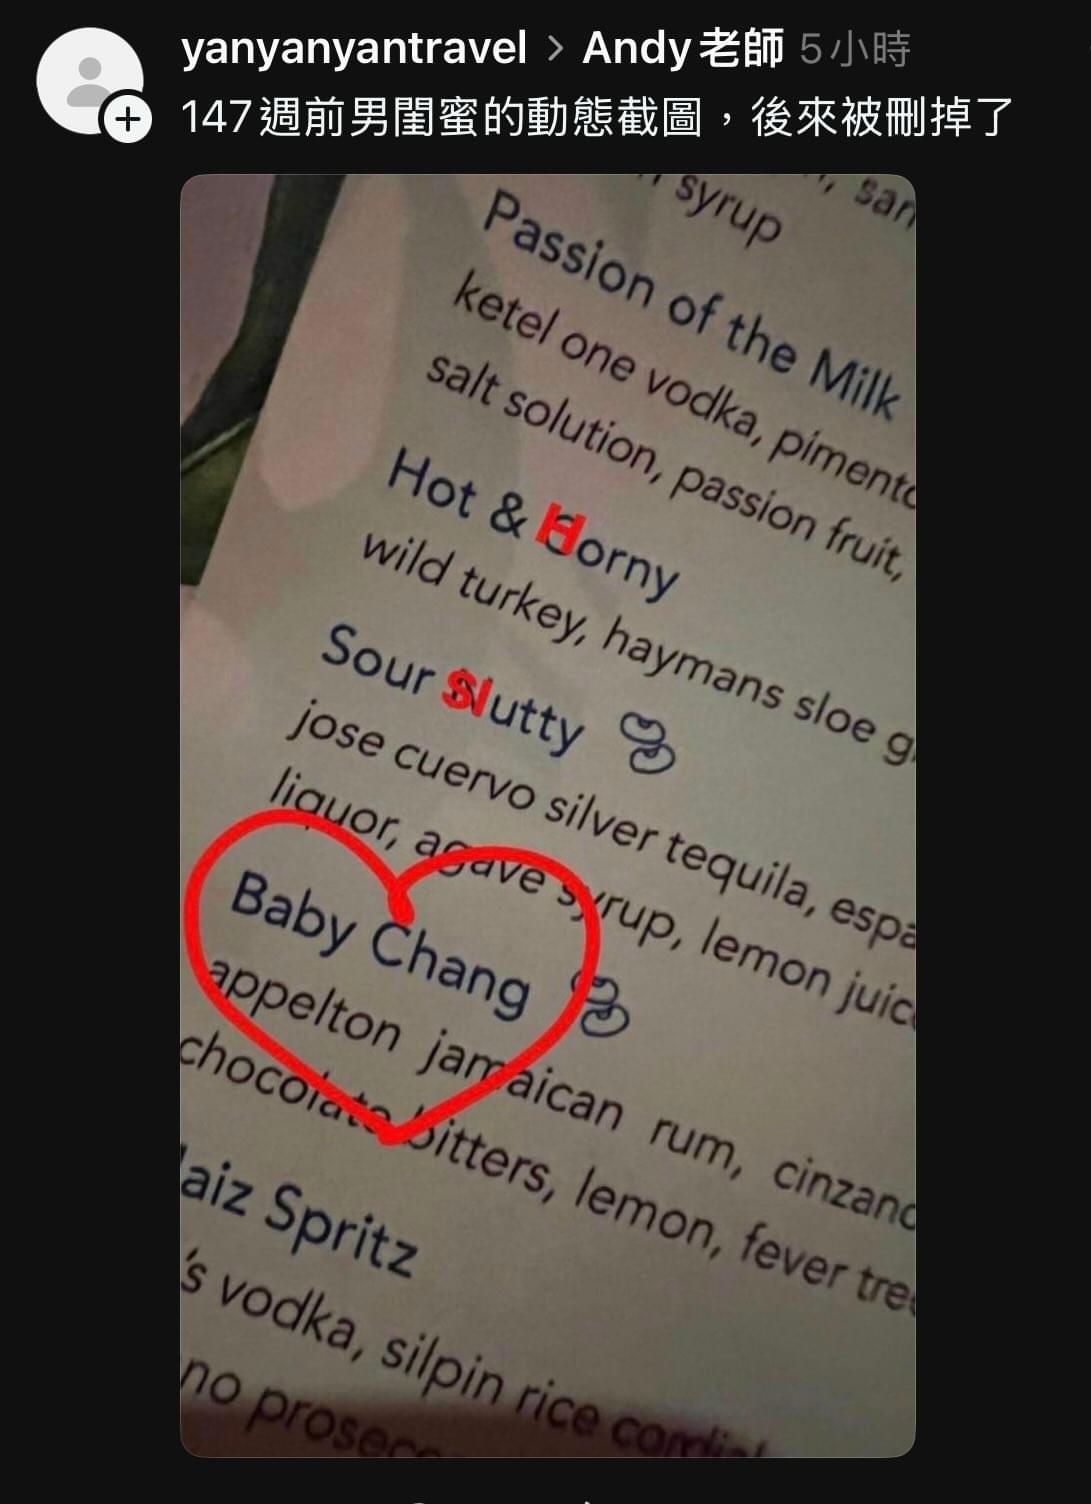 yanyanyantravel > Andy老師 5小時
147週前男閨蜜的動態截圖，後來被刪掉了
syrup
Passion of the Milk
ketel one vodka, pimento
salt solution, passion fruit,
Hot & Horny
wild turkey, haymans sloe g
Sour Slutty
jose cuervo silver tequila, espa
liquor, agave syrup, lemon juic
Baby Chang
appelton jamaican rum, cinzano
chocolate bitters, lemon, fever tre
aiz Spritz
's vodka, silpin rice cordial
no prosecc